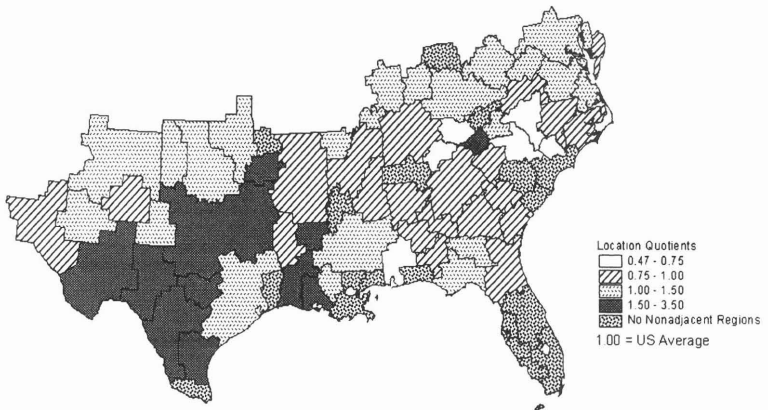 Location Quotients
0.47 - 0.75
0.75 - 1.00
1.00 - 1.50
1.50 - 3.50
No Nonadjacent Regions
1.00 = US Average